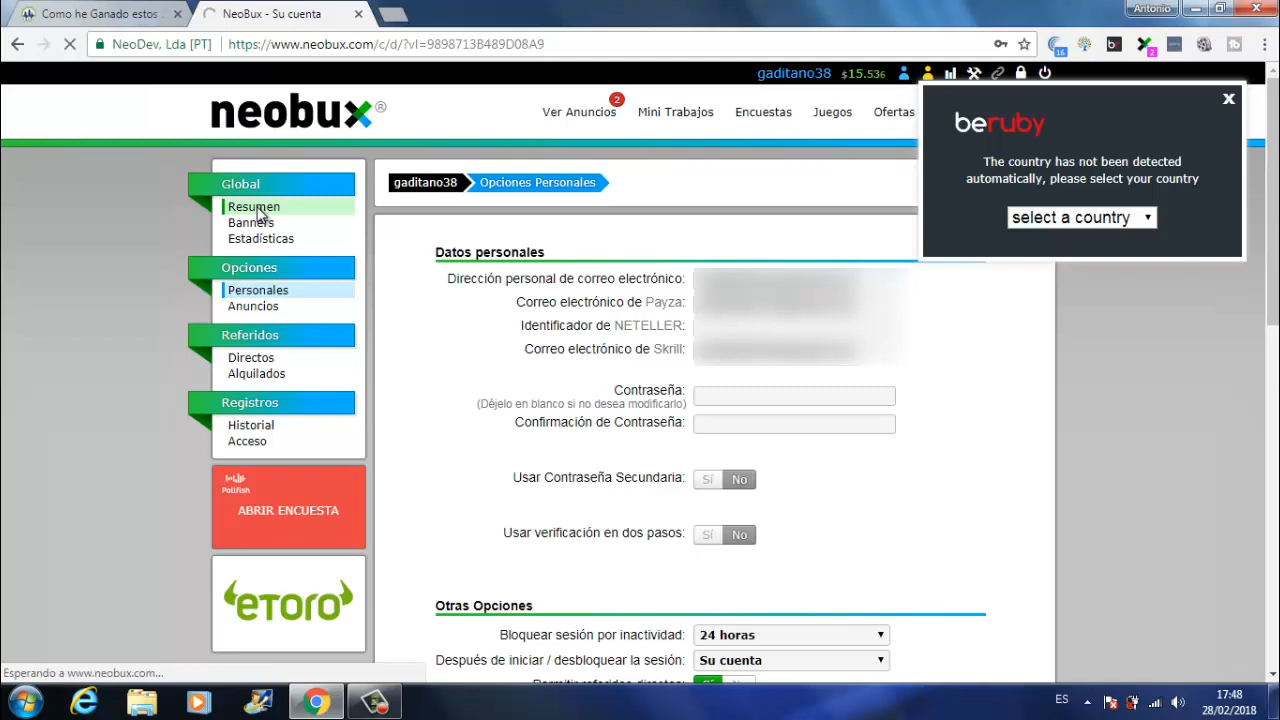 Como he Ganado estos
NeoBux - Su cuenta
Antonio
NeoDev, Lda [PT]
https://www.neobux.com/c/d/?vl=9898713B489D08A9
16
2
gaditano38 $15.536
neobux®
Ver Anuncios 2
Mini Trabajos
Encuestas
Juegos
Ofertas
x
beruby
The country has not been detected
automatically, please select your country
select a country
Global
Resumen
Banners
Estadísticas
Opciones
Personales
Anuncios
Referidos
Directos
Alquilados
Registros
Historial
Acceso
Pollfish
ABRIR ENCUESTA
eTORO
gaditano38
Opciones Personales
Datos personales
Dirección personal de correo electrónico:
Correo electrónico de Payza:
Identificador de NETELLER:
Correo electrónico de Skrill:
Contraseña:
(Déjelo en blanco si no desea modificarlo)
Confirmación de Contraseña:
Usar Contraseña Secundaria: Sí No
Usar verificación en dos pasos: Sí No
Otras Opciones
Bloquear sesión por inactividad: 24 horas
Después de iniciar / desbloquear la sesión: Su cuenta
Permitir referidos directos:
Esperando a www.neobux.com...
ES
17:48
28/02/2018